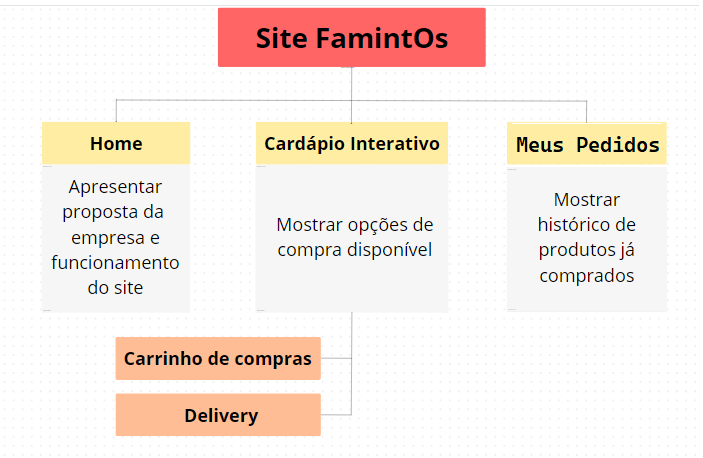 Site FamintOs
Home
Cardápio Interativo
Meus Pedidos
Apresentar
proposta da
empresa e
funcionamento
do site
Mostrar opções de
compra disponível
Mostrar
histórico de
produtos já
comprados
Carrinho de compras
Delivery